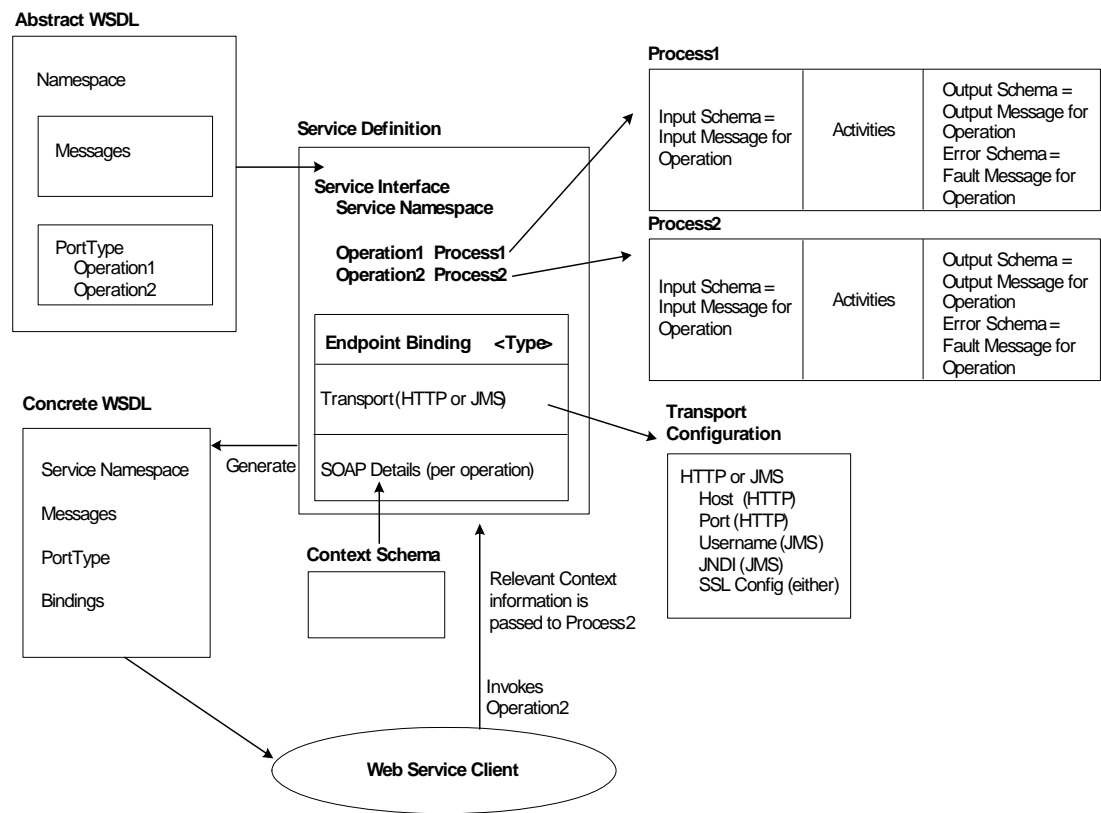 Abstract WSDL
Namespace
Messages
PortType
Operation1
Operation2
Service Definition
Service Interface
Service Namespace
Operation1 Process1
Operation2 Process2
Endpoint Binding <Type>
Transport (HTTP or JMS)
SOAP Details (per operation)
Process1
Input Schema =
Input Message for
Operation
Activities
Output Schema =
Output Message for
Operation
Error Schema =
Fault Message for
Operation
Process2
Input Schema =
Input Message for
Operation
Activities
Output Schema =
Output Message for
Operation
Error Schema =
Fault Message for
Operation
Concrete WSDL
Service Namespace
Messages
PortType
Bindings
Generate
Context Schema
Transport
Configuration
HTTP or JMS
Host (HTTP)
Port (HTTP)
Username (JMS)
JNDI (JMS)
SSL Config (either)
Relevant Context
information is
passed to Process2
Invokes
Operation2
Web Service Client